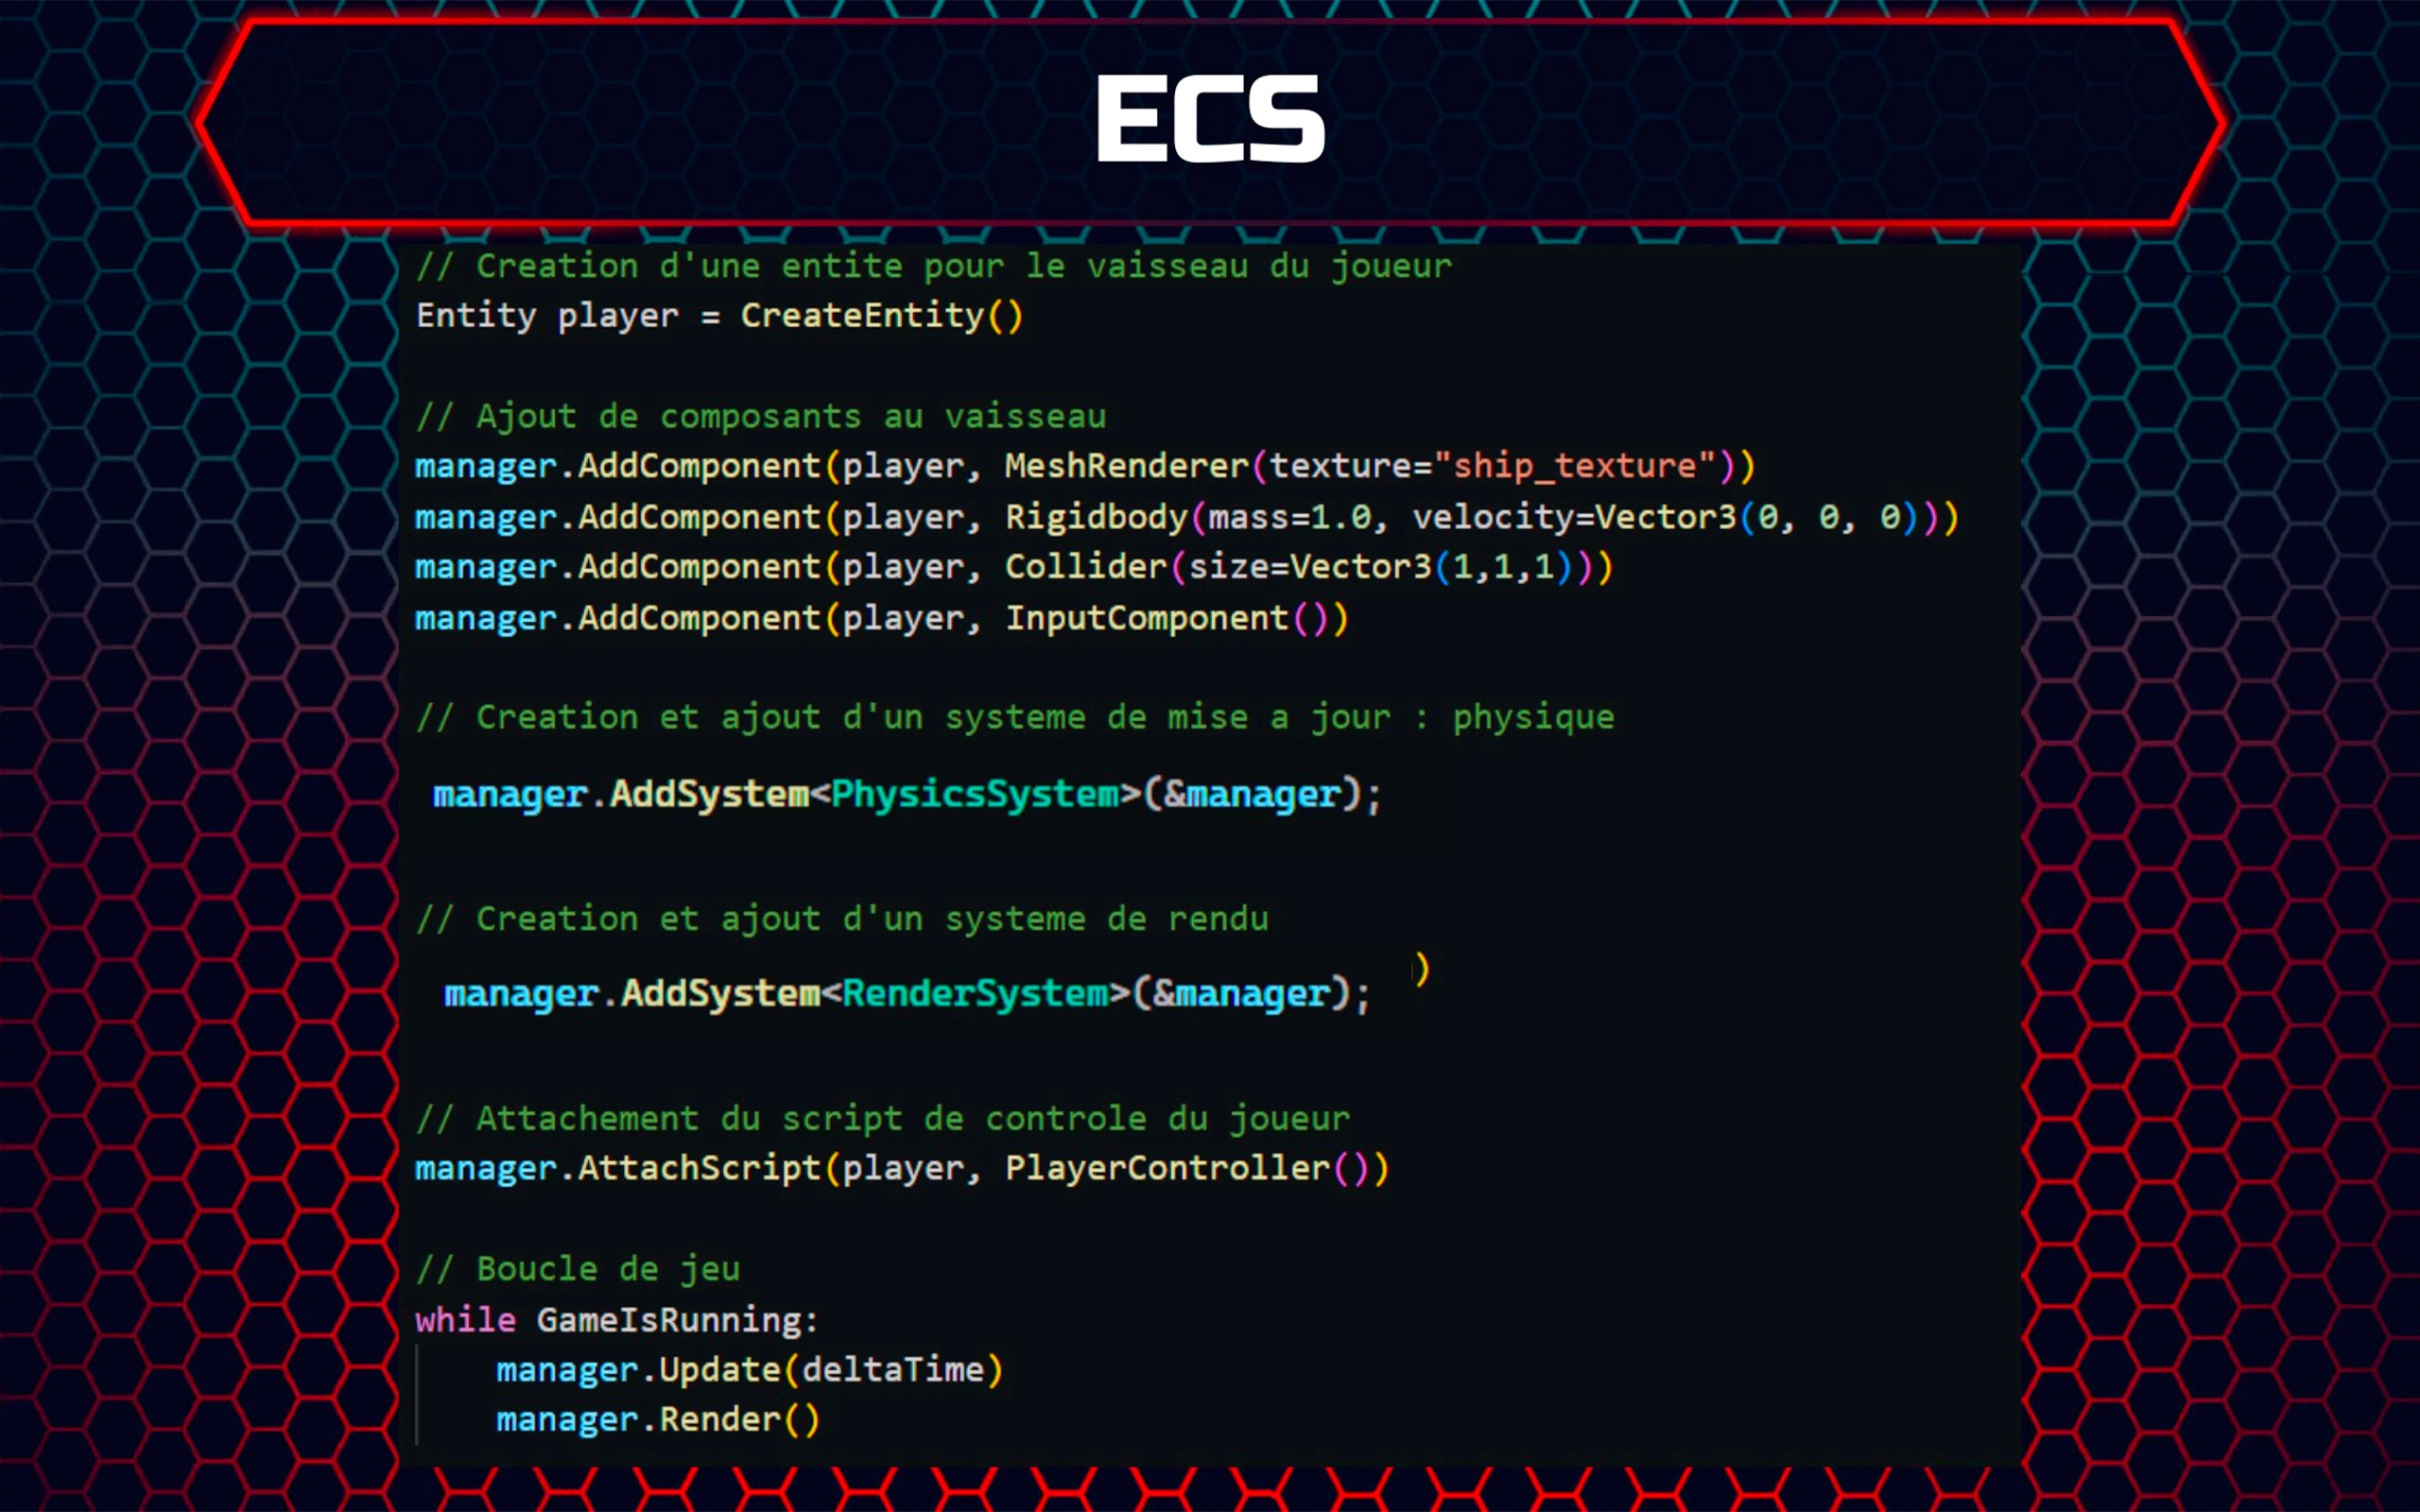 ECS
// Creation d'une entite pour le vaisseau du joueur
Entity player = CreateEntity()
// Ajout de composants au vaisseau
manager.AddComponent(player, MeshRenderer(texture="ship_texture"))
manager.AddComponent(player, Rigidbody(mass=1.0, velocity=Vector3(0, 0, 0)))
manager.AddComponent(player, Collider(size=Vector3(1,1,1)))
manager.AddComponent(player, InputComponent())
// Creation et ajout d'un systeme de mise a jour : physique
manager.AddSystem<PhysicsSystem>(&manager);
// Creation et ajout d'un systeme de rendu
)
manager.AddSystem<RenderSystem>(&manager);
// Attachement du script de controle du joueur
manager.AttachScript(player, PlayerController())
// Boucle de jeu
while GameIsRunning:
    manager.Update(deltaTime)
    manager.Render()